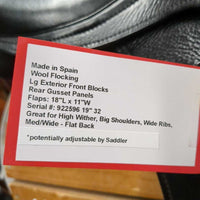 Made in Spain
Wool Flocking
Lg Exterior Front Blocks
Rear Gusset Panels
Flaps: 18"L x 11"W
Serial #: 922596 19" 32
Great for High Wither, Big Shoulders, Wide Ribs,
Med/Wide - Flat Back
*potentially adjustable by Saddler